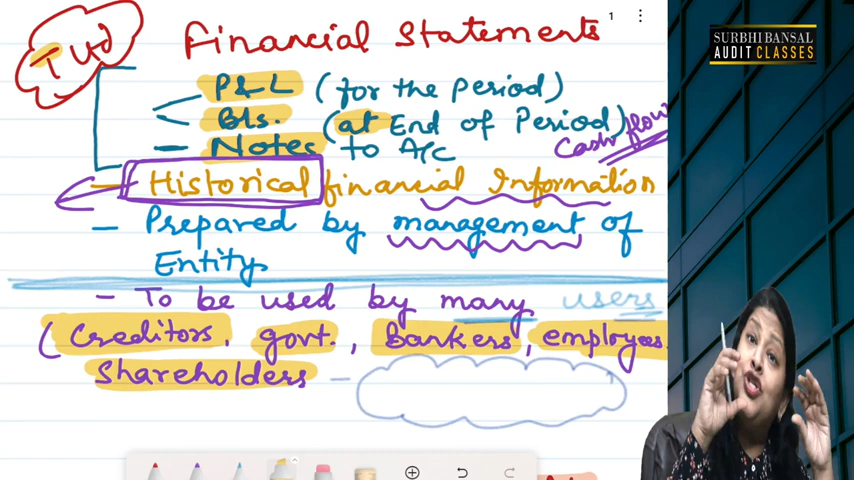 1
SURBHI BANSAL
AUDIT CLASSES
Financial Statements
P&L (for the Period)
Bls. (at End of Period)
Cash flow
Notes to A/c
Historical financial Information
Prepared by management of
Entity
To be used by many users
(Creditors, govt., bankers, employees.
Shareholders